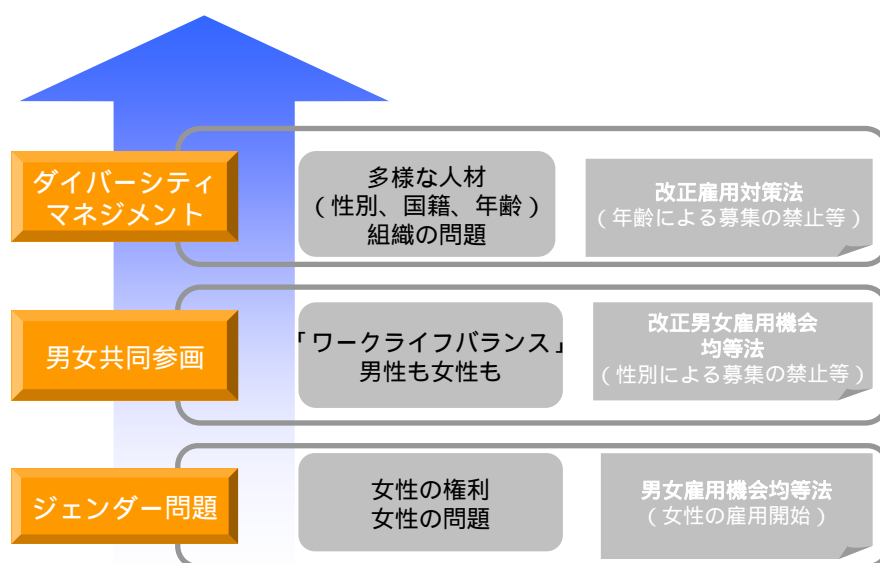 ダイバーシティ
マネジメント
多様な人材
（性別、国籍、年齢）
組織の問題
改正雇用対策法
（年齢による募集の禁止等）
男女共同参画
「ワークライフバランス」
男性も女性も
改正男女雇用機会
均等法
（性別による募集の禁止等）
ジェンダー問題
女性の権利
女性の問題
男女雇用機会均等法
（女性の雇用開始）